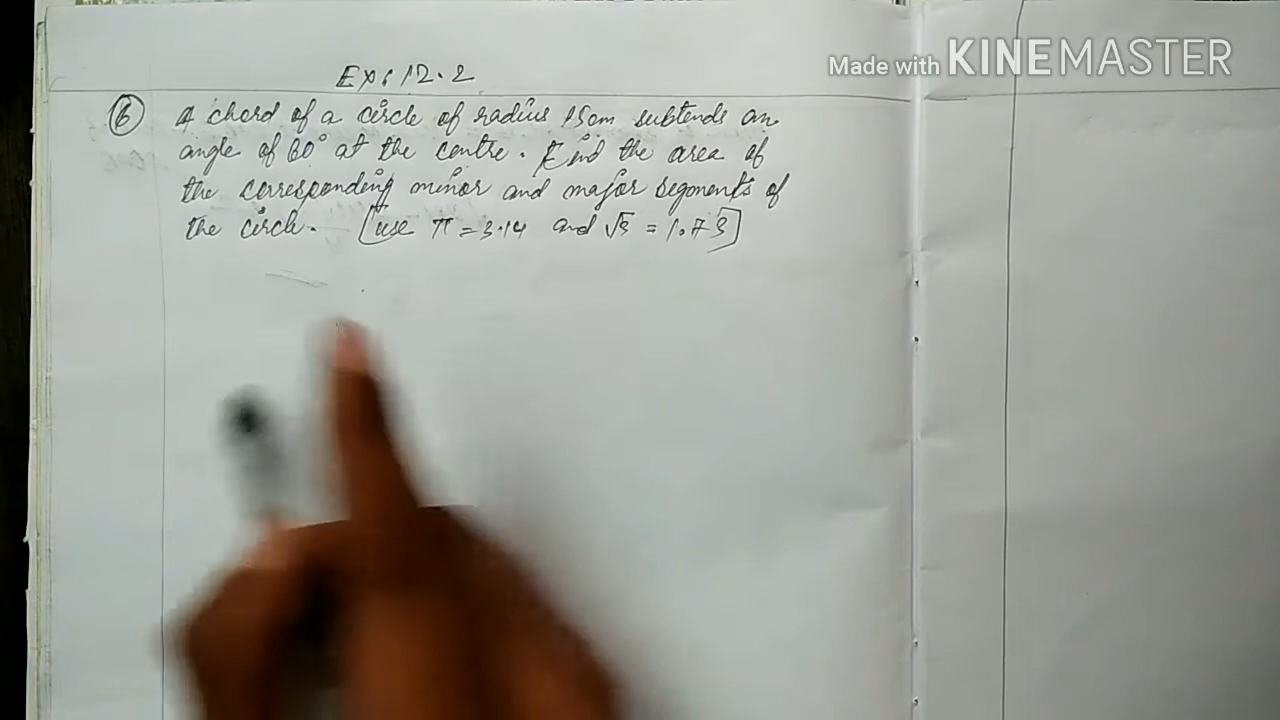 Made with KINEMASTER
Ex: 12.2
6 A chord of a circle of radius 15cm subtends an
angle of 60° at the centre. Find the area of
the corresponding minor and major segments of
the circle. [use π = 3.14 and √3 = 1.73]